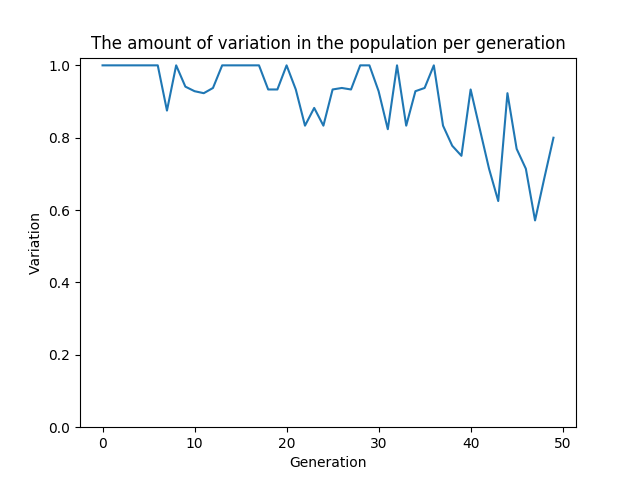 The amount of variation in the population per generation
1.0
0.8
0.6
0.4
0.2
0.0
Variation
0 10 20 30 40 50
Generation